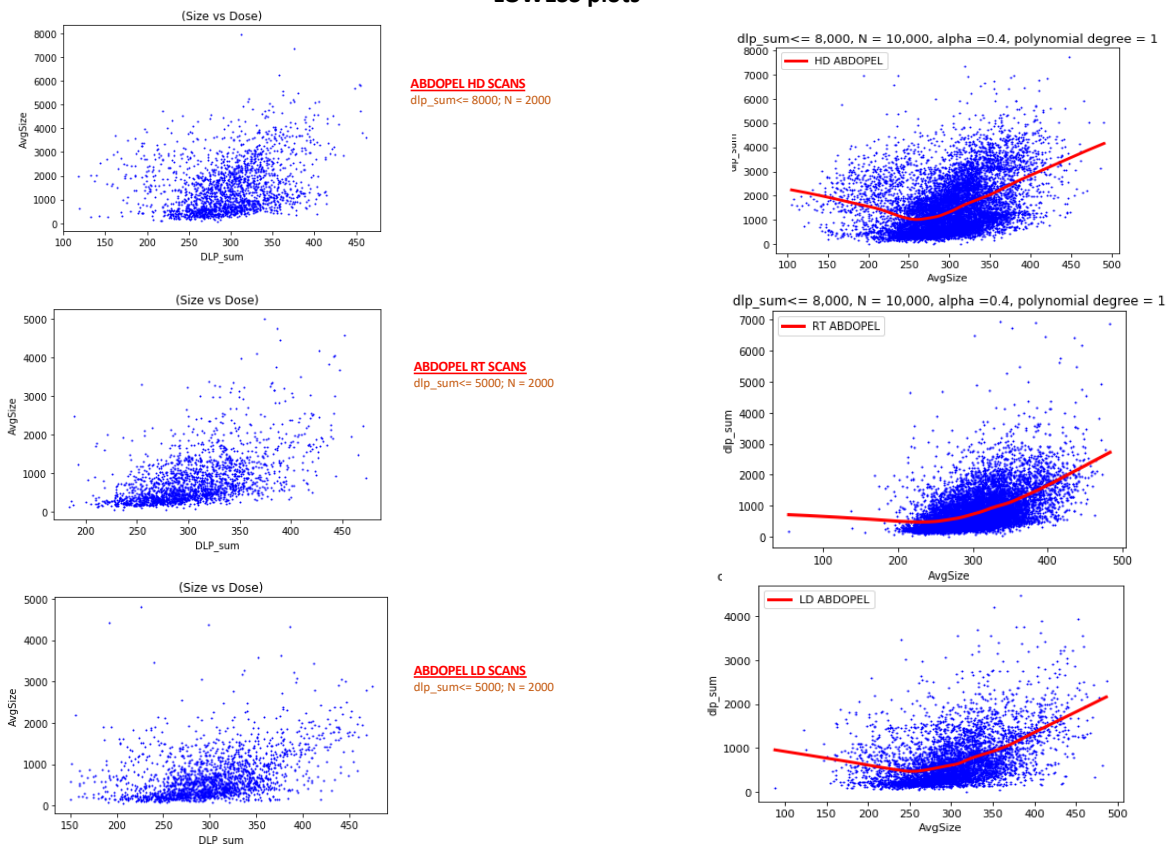 LOWESS plots
(Size vs Dose)
8000
7000
6000
5000
4000
3000
2000
1000
0
AvgSize
100 150 200 250 300 350 400 450
DLP_sum
ABDOPEL HD SCANS
dlp_sum<= 8000; N = 2000
dlp_sum<= 8,000, N = 10,000, alpha =0.4, polynomial degree = 1
HD ABDOPEL
8000
7000
6000
5000
4000
3000
2000
1000
0
dlp_sum
100 150 200 250 300 350 400 450 500
AvgSize
(Size vs Dose)
5000
4000
3000
2000
1000
0
AvgSize
200 250 300 350 400 450
DLP_sum
ABDOPEL RT SCANS
dlp_sum<= 5000; N = 2000
dlp_sum<= 8,000, N = 10,000, alpha =0.4, polynomial degree = 1
RT ABDOPEL
7000
6000
5000
4000
3000
2000
1000
0
dlp_sum
100 200 300 400 500
AvgSize
(Size vs Dose)
5000
4000
3000
2000
1000
0
AvgSize
150 200 250 300 350 400 450
DLP_sum
ABDOPEL LD SCANS
dlp_sum<= 5000; N = 2000
LD ABDOPEL
4000
3000
2000
1000
0
dlp_sum
100 150 200 250 300 350 400 450 500
AvgSize